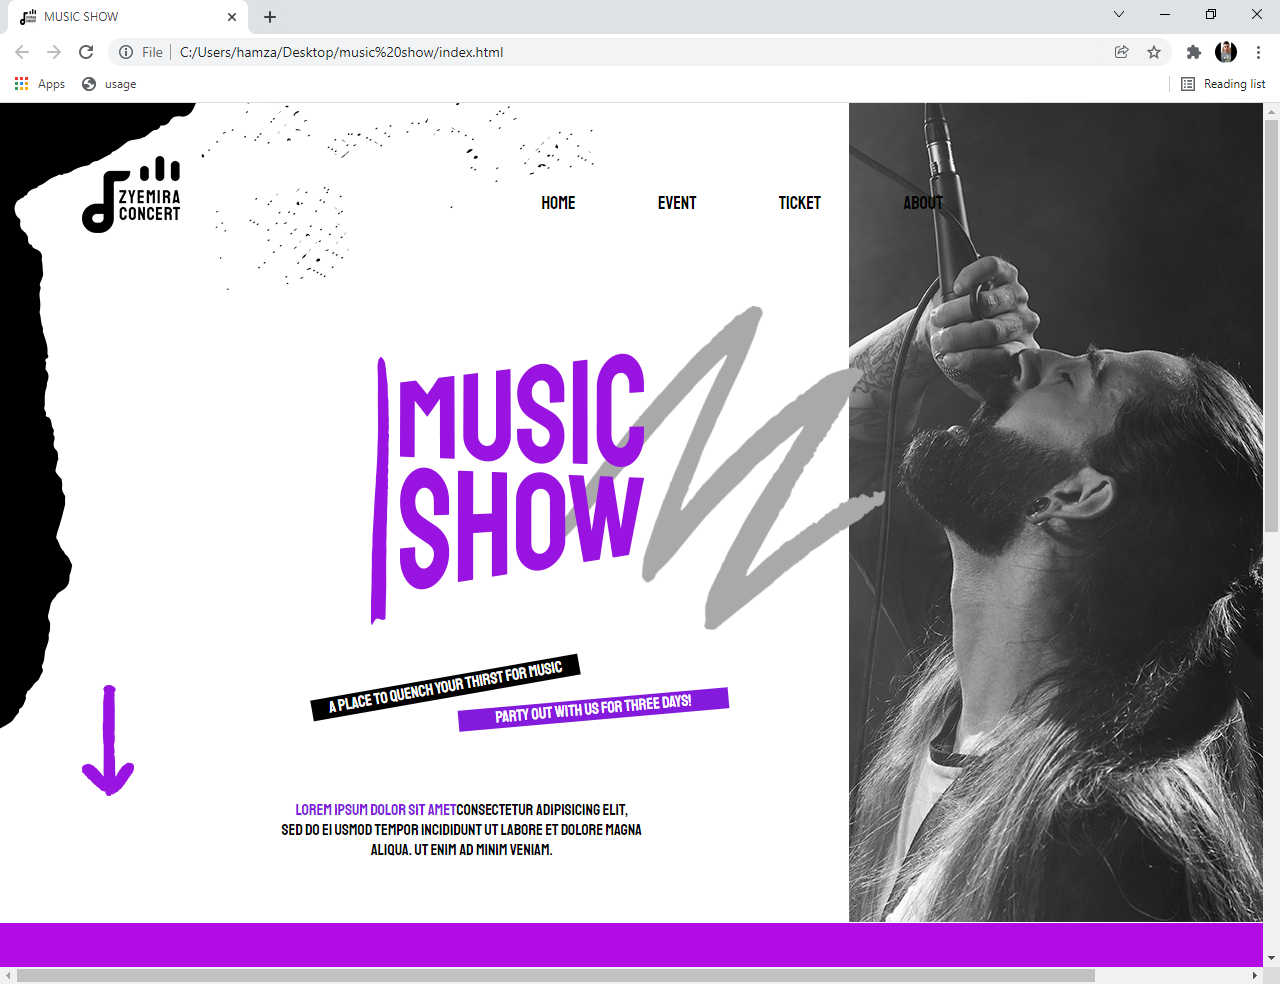 MUSIC SHOW
File
C:/Users/hamza/Desktop/music%20show/index.html
Apps
usage
Reading list
ZYEMIRA
CONCERT
HOME
EVENT
TICKET
ABOUT
MUSIC
SHOW
A PLACE TO QUENCH YOUR THIRST FOR MUSIC
PARTY OUT WITH US FOR THREE DAYS!
LOREM IPSUM DOLOR SIT AMETCONSECTETUR ADIPISICING ELIT,
SED DO EI USMOD TEMPOR INCIDIDUNT UT LABORE ET DOLORE MAGNA
ALIQUA. UT ENIM AD MINIM VENIAM.